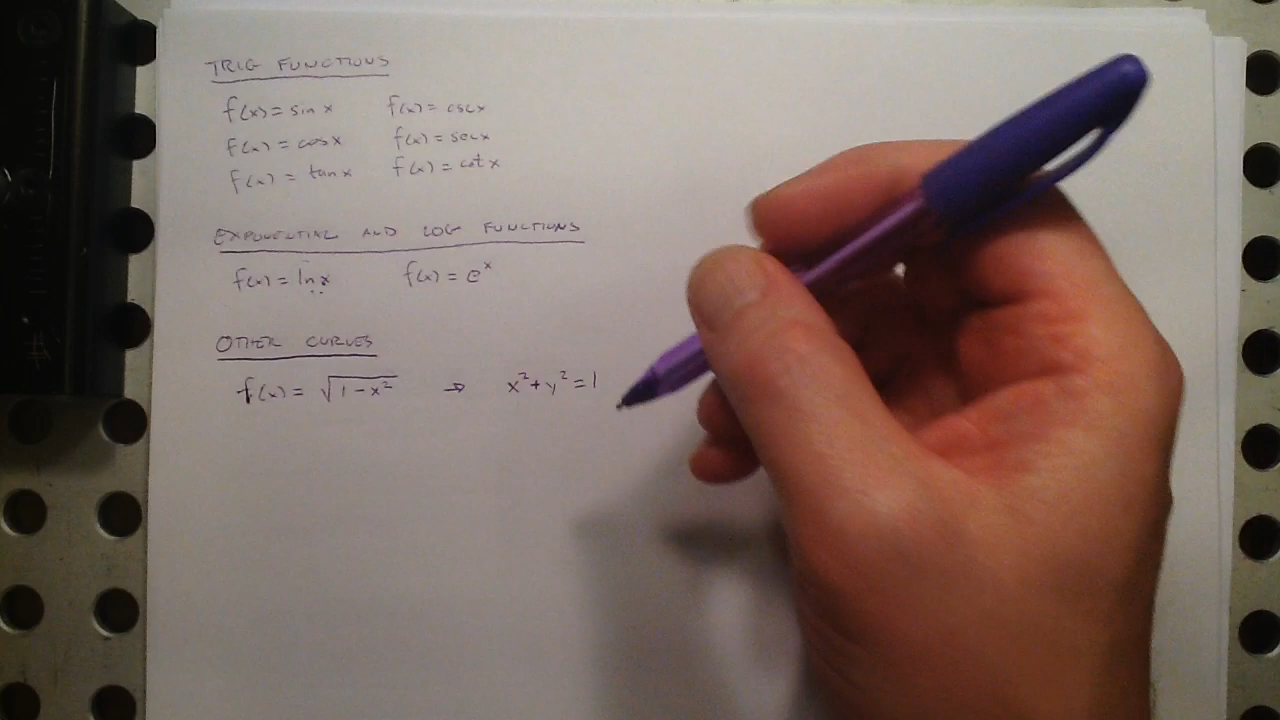 TRIG FUNCTIONS
f(x) = sin x f(x) = csc x
f(x) = cos x f(x) = sec x
f(x) = tan x f(x) = cot x
EXPONENTIAL AND LOG FUNCTIONS
f(x) = ln x f(x) = e^x
OTHER CURVES
f(x) = √(1-x²) → x²+y²=1